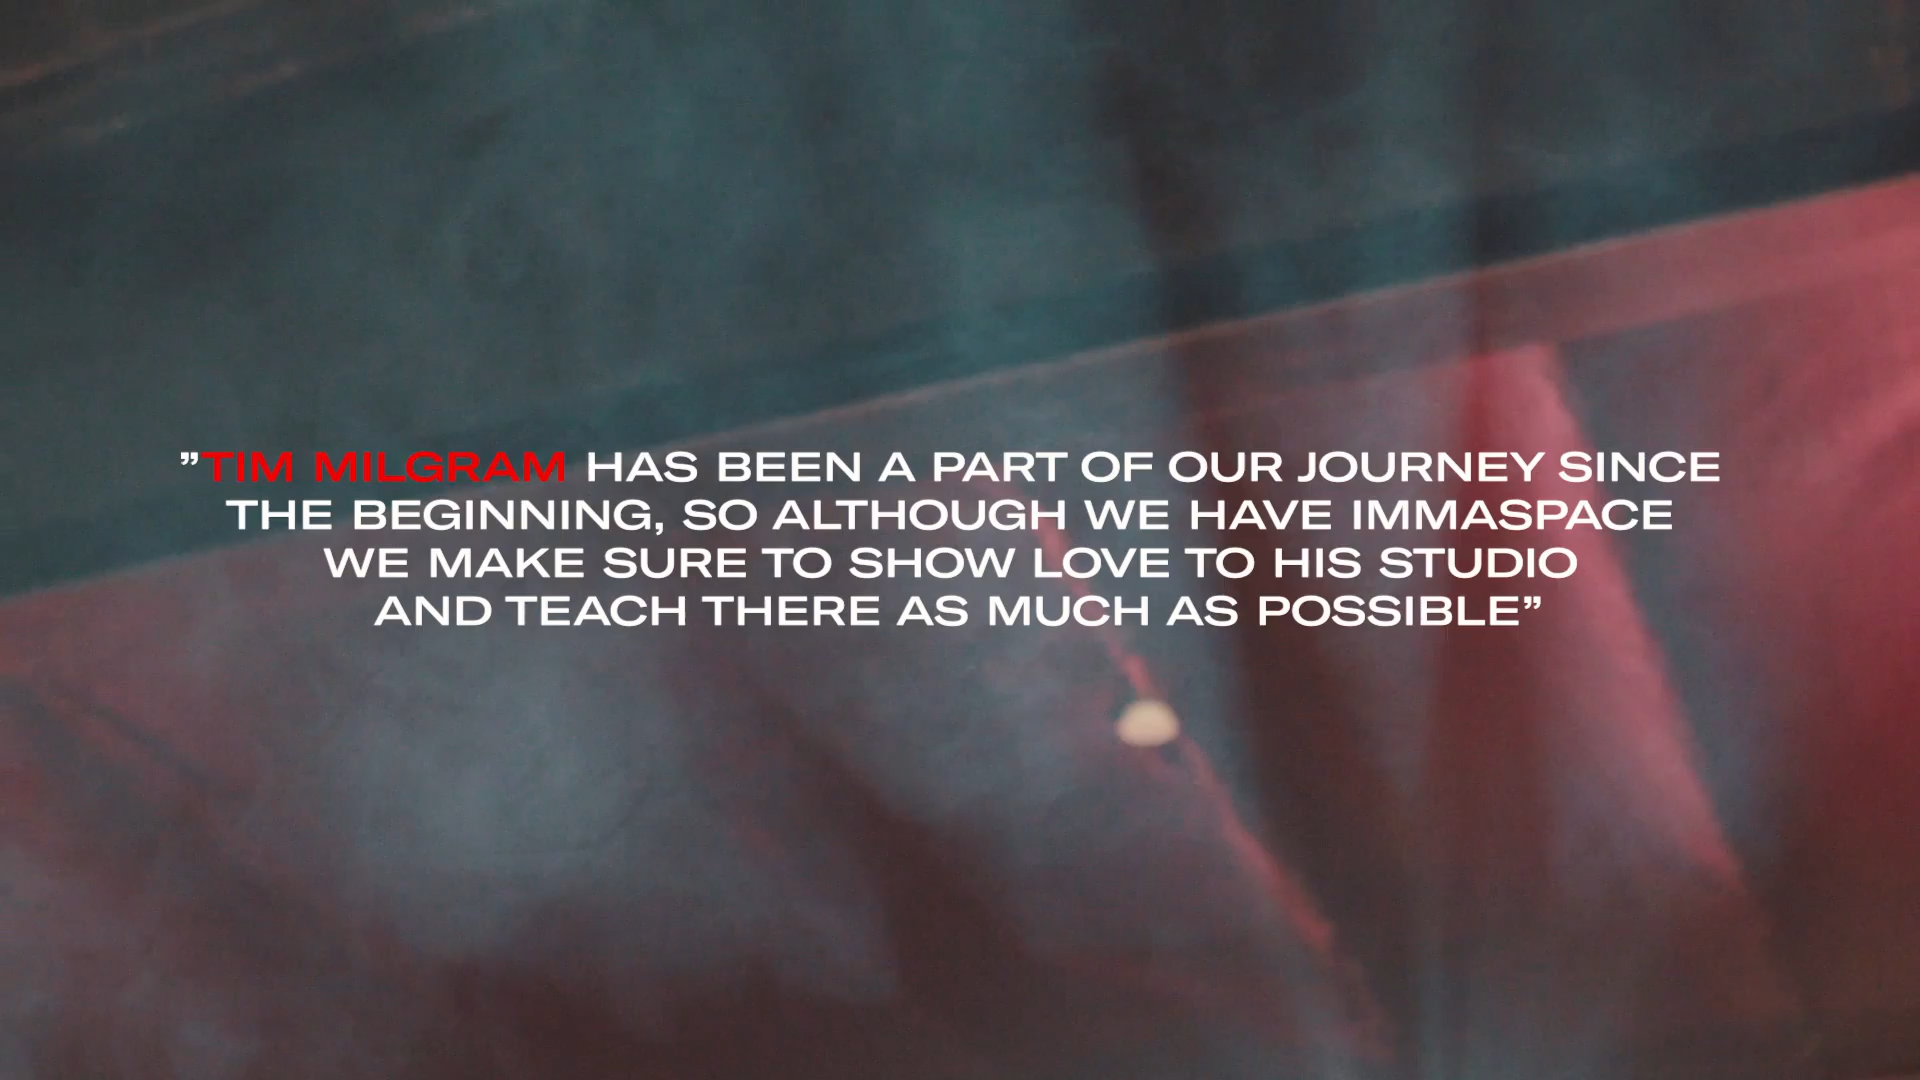 ”TIM MILGRAM HAS BEEN A PART OF OUR JOURNEY SINCE
THE BEGINNING, SO ALTHOUGH WE HAVE IMMASPACE
WE MAKE SURE TO SHOW LOVE TO HIS STUDIO
AND TEACH THERE AS MUCH AS POSSIBLE”